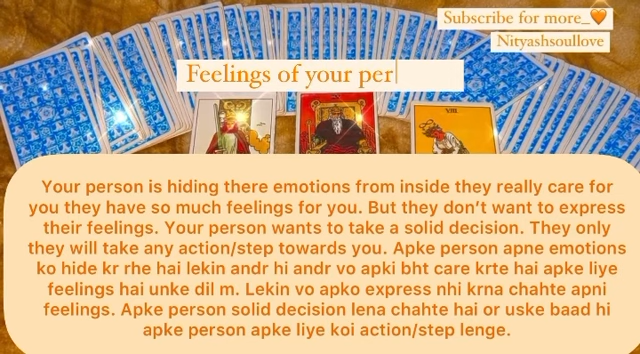 Subscribe for more_🧡
Nityashsoullove
Feelings of your per
VIII
Your person is hiding there emotions from inside they really care for
you they have so much feelings for you. But they don't want to express
their feelings. Your person wants to take a solid decision. They only
they will take any action/step towards you. Apke person apne emotions
ko hide kr rhe hai lekin andr hi andr vo apki bht care krte hai apke liye
feelings hai unke dil m. Lekin vo apko express nhi krna chahte apni
feelings. Apke person solid decision lena chahte hai or uske baad hi
apke person apke liye koi action/step lenge.